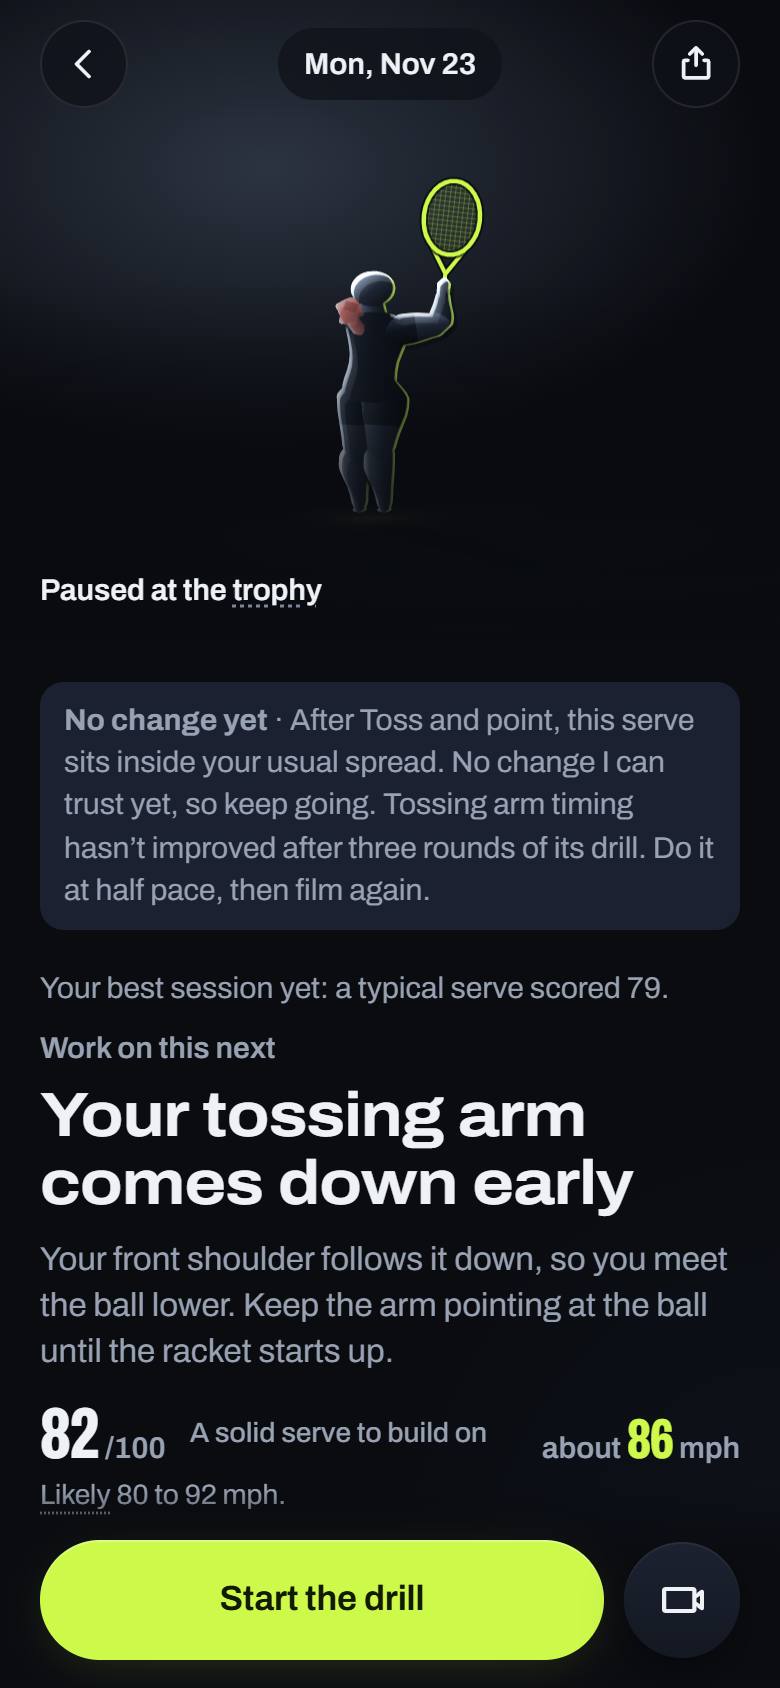 Mon, Nov 23
Paused at the trophy
No change yet · After Toss and point, this serve
sits inside your usual spread. No change I can
trust yet, so keep going. Tossing arm timing
hasn’t improved after three rounds of its drill. Do it
at half pace, then film again.
Your best session yet: a typical serve scored 79.
Work on this next
Your tossing arm
comes down early
Your front shoulder follows it down, so you meet
the ball lower. Keep the arm pointing at the ball
until the racket starts up.
82 /100 A solid serve to build on about 86 mph
Likely 80 to 92 mph.
Start the drill